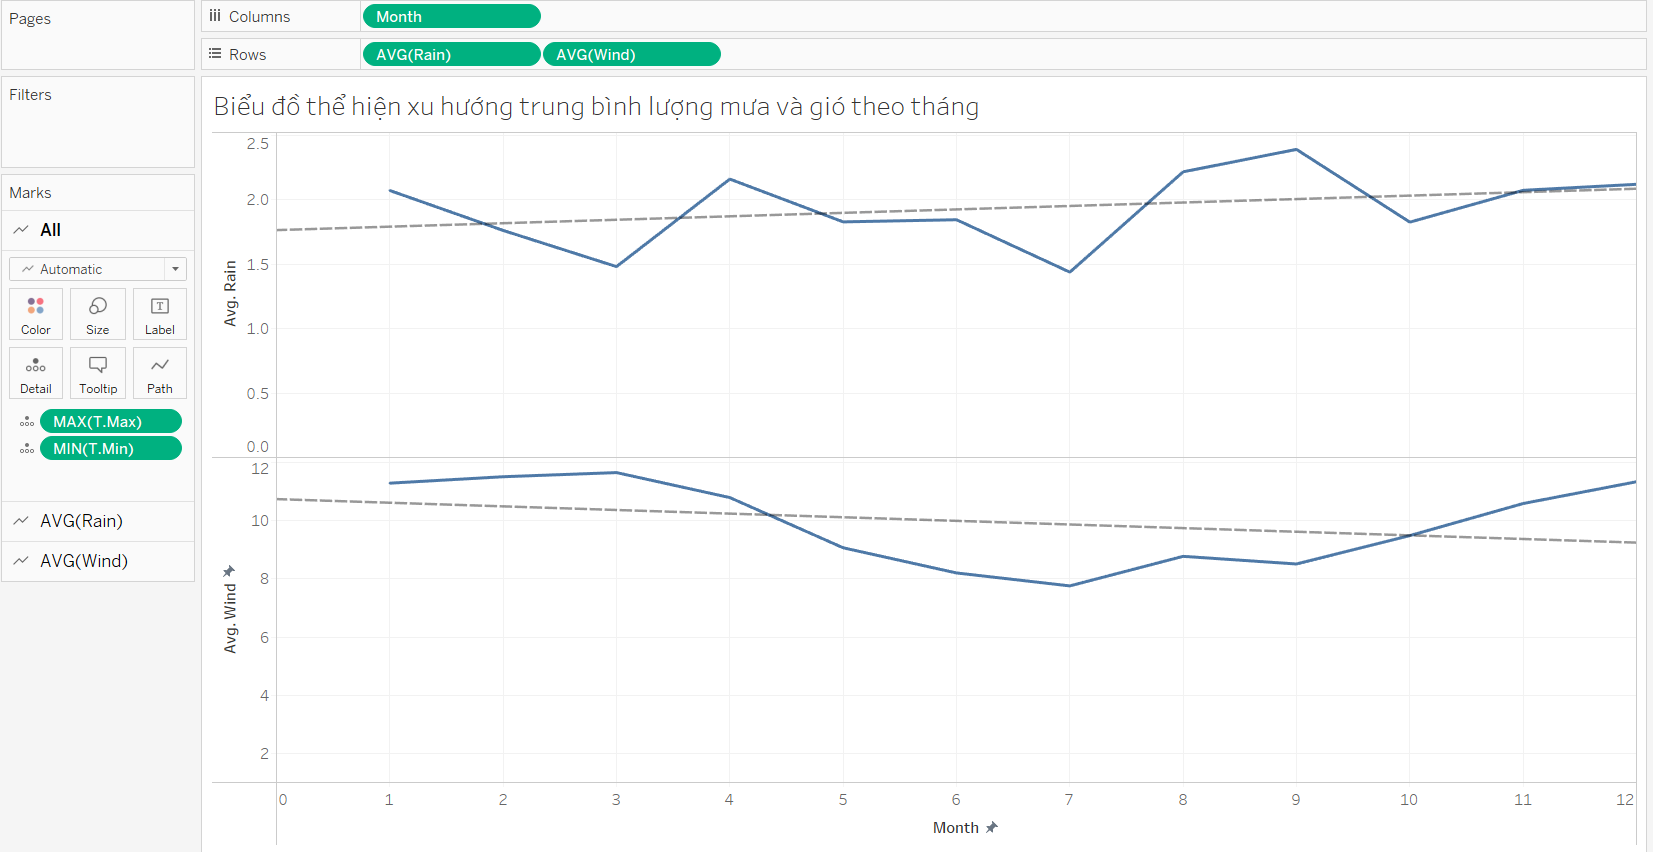 Pages
Columns
Month
Rows
AVG(Rain)
AVG(Wind)
Filters
Marks
All
Automatic
Color
Size
T
Label
Detail
Tooltip
Path
MAX(T.Max)
MIN(T.Min)
AVG(Rain)
AVG(Wind)
Biểu đồ thể hiện xu hướng trung bình lượng mưa và gió theo tháng
Avg. Rain
2.5
2.0
1.5
1.0
0.5
0.0
Avg. Wind
12
10
8
6
4
2
0 1 2 3 4 5 6 7 8 9 10 11 12
Month